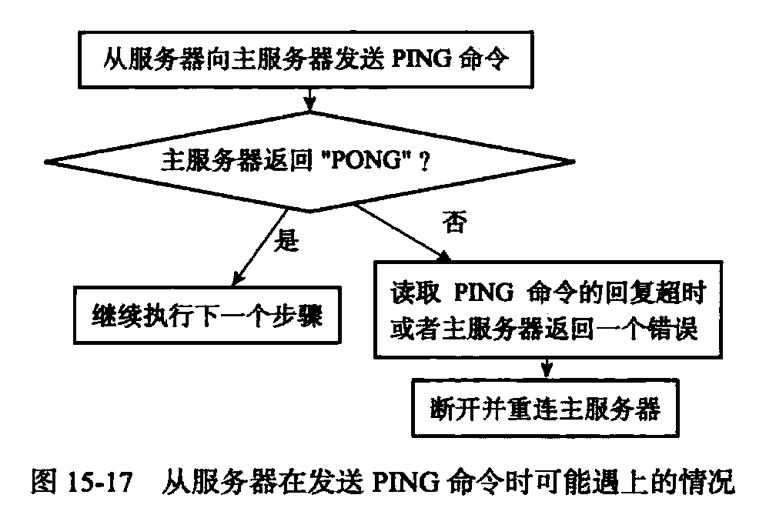 从服务器向主服务器发送 PING 命令
主服务器返回 "PONG" ?
是
否
继续执行下一个步骤
读取 PING 命令的回复超时
或者主服务器返回一个错误
断开并重连主服务器
图 15-17 从服务器在发送 PING 命令时可能遇上的情况